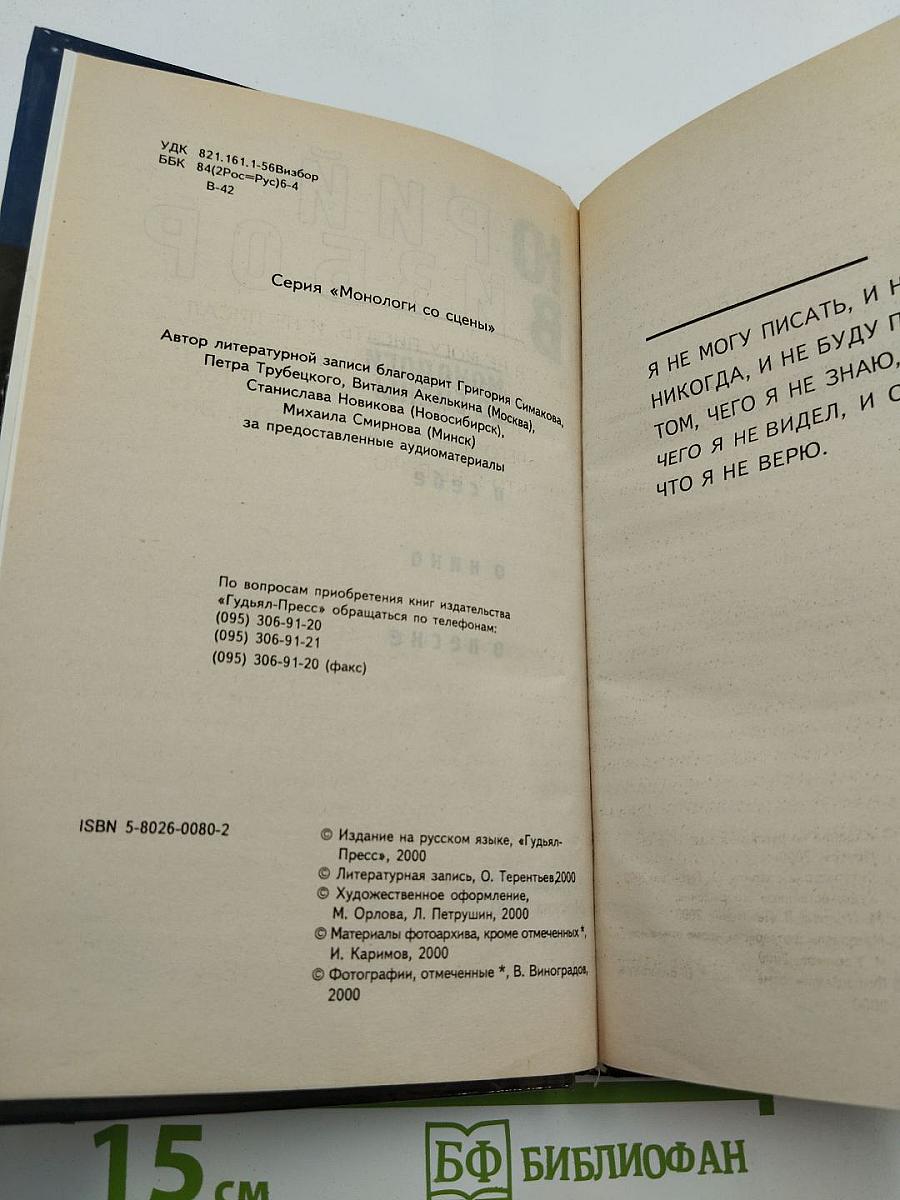 УДК 821.161.1-56Визбор
ББК 84(2Рос=Рус)6-4
В-42
Серия «Монологи со сцены»
Автор литературной записи благодарит Григория Симакова,
Петра Трубецкого, Виталия Акелькина (Москва),
Станислава Новикова (Новосибирск),
Михаила Смирнова (Минск)
за предоставленные аудиоматериалы
По вопросам приобретения книг издательства
«Гудьял-Пресс» обращаться по телефонам:
(095) 306-91-20
(095) 306-91-21
(095) 306-91-20 (факс)
ISBN 5-8026-0080-2
© Издание на русском языке, «Гудьял-
Пресс», 2000
© Литературная запись, О. Терентьев,2000
© Художественное оформление,
М. Орлова, Л. Петрушин, 2000
© Материалы фотоархива, кроме отмеченных*,
И. Каримов, 2000
© Фотографии, отмеченные *, В. Виноградов,
2000
Я НЕ МОГУ ПИСАТЬ, И
НИКОГДА, И НЕ БУДУ
ТОМ, ЧЕГО Я НЕ ЗНАЮ,
ЧЕГО Я НЕ ВИДЕЛ, И
ЧТО Я НЕ ВЕРЮ.
15 см
БФ БИБЛИОФАН